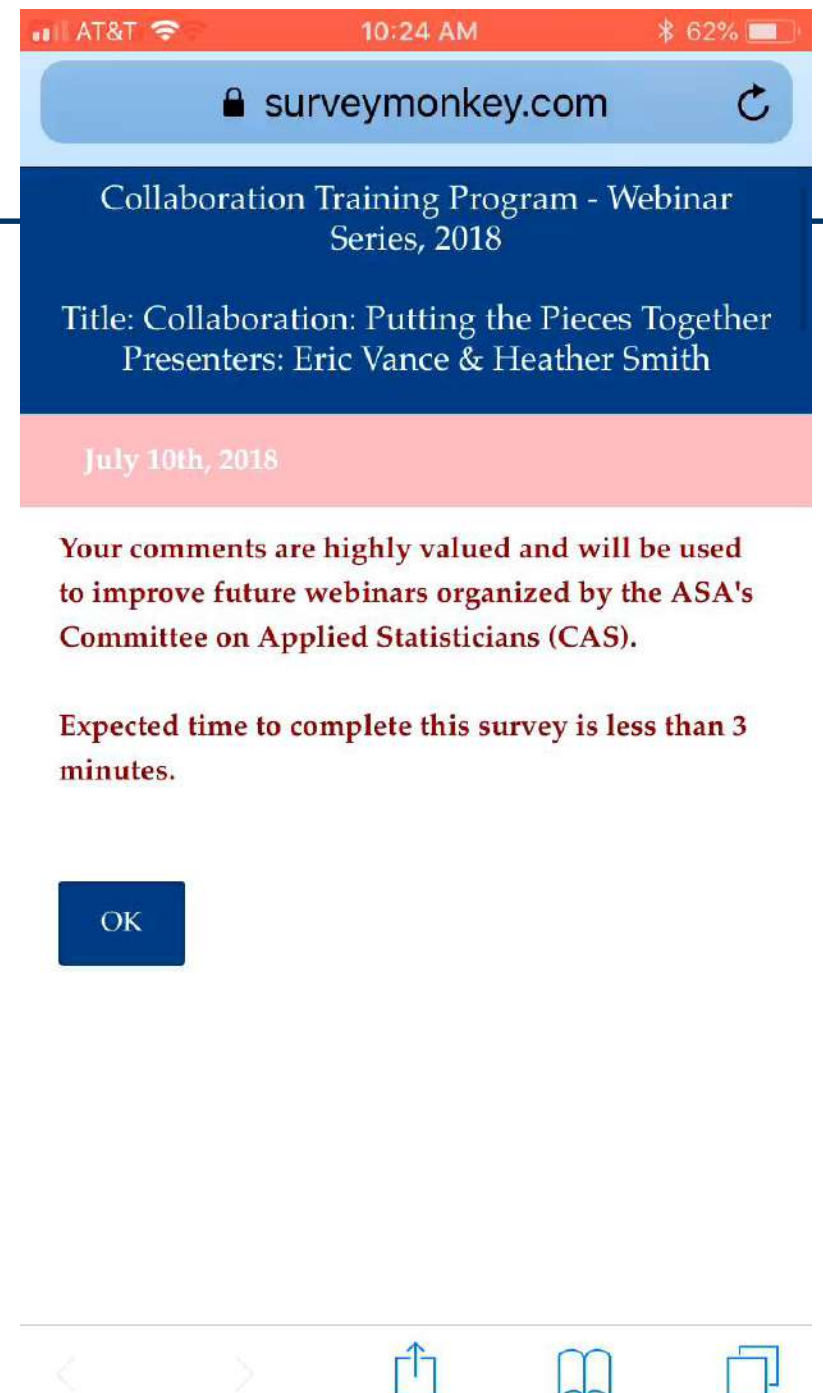 AT&T 10:24 AM 62%
surveymonkey.com
Collaboration Training Program - Webinar
Series, 2018
Title: Collaboration: Putting the Pieces Together
Presenters: Eric Vance & Heather Smith
July 10th, 2018
Your comments are highly valued and will be used
to improve future webinars organized by the ASA's
Committee on Applied Statisticians (CAS).
Expected time to complete this survey is less than 3
minutes.
OK